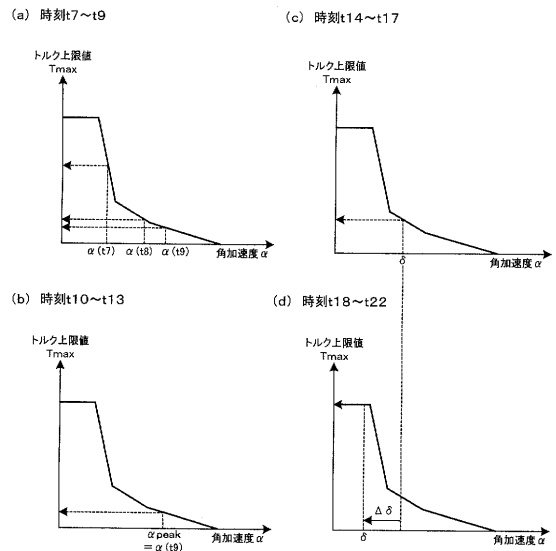 (a) 時刻t7～t9
トルク上限値
Tmax
α(t7)
α(t8)
α(t9)
角加速度α
(b) 時刻t10～t13
トルク上限値
Tmax
αpeak
=α(t9)
角加速度α
(c) 時刻t14～t17
トルク上限値
Tmax
δ
角加速度α
(d) 時刻t18～t22
トルク上限値
Tmax
Δδ
δ
角加速度α